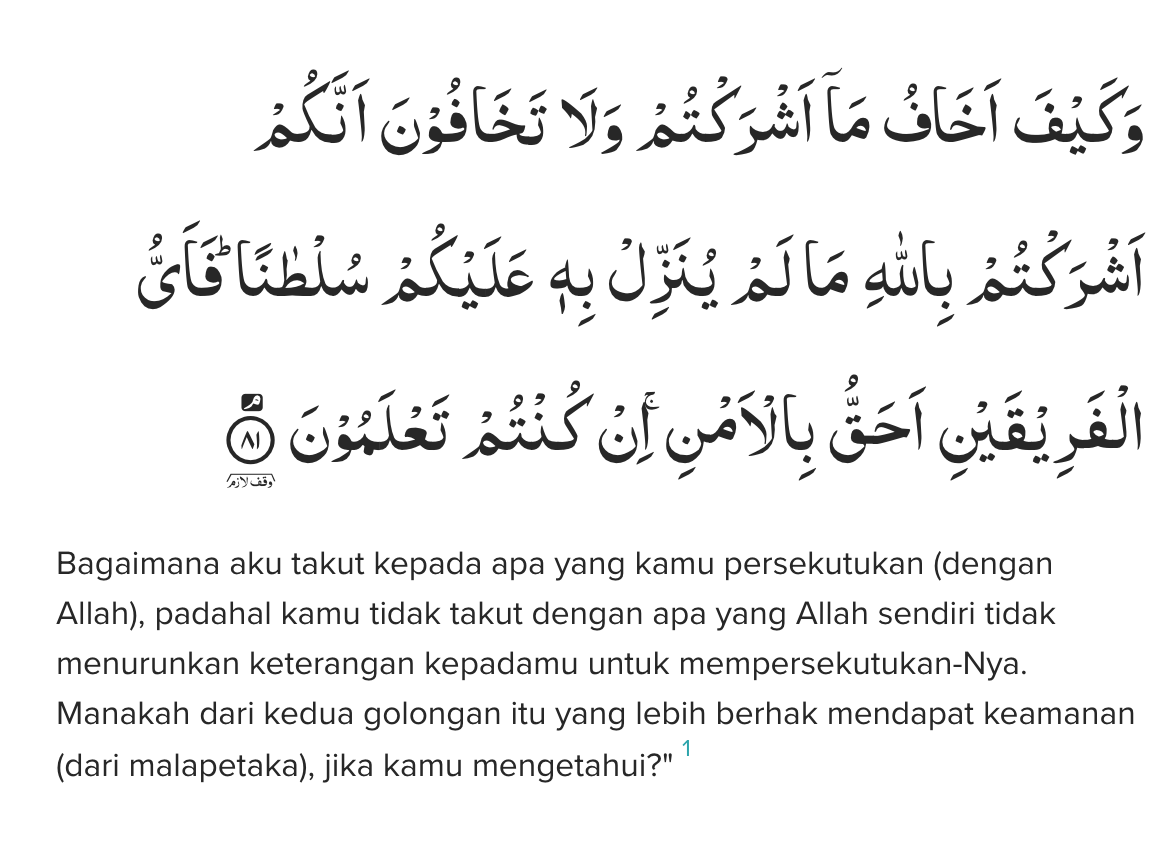 وَكَيْفَ اَخَافُ مَآ اَشْرَكْتُمْ وَلَا تَخَافُوْنَ اَنَّكُمْ
اَشْرَكْتُمْ بِاللّٰهِ مَا لَمْ يُنَزِّلْ بِهٖ عَلَيْكُمْ سُلْطٰنًا ۗفَاَيُّ
الْفَرِيْقَيْنِ اَحَقُّ بِالْاَمْنِ ۚاِنْ كُنْتُمْ تَعْلَمُوْنَ ۘ ٨١
وقف لازم
Bagaimana aku takut kepada apa yang kamu persekutukan (dengan
Allah), padahal kamu tidak takut dengan apa yang Allah sendiri tidak
menurunkan keterangan kepadamu untuk mempersekutukan-Nya.
Manakah dari kedua golongan itu yang lebih berhak mendapat keamanan
(dari malapetaka), jika kamu mengetahui?" 1